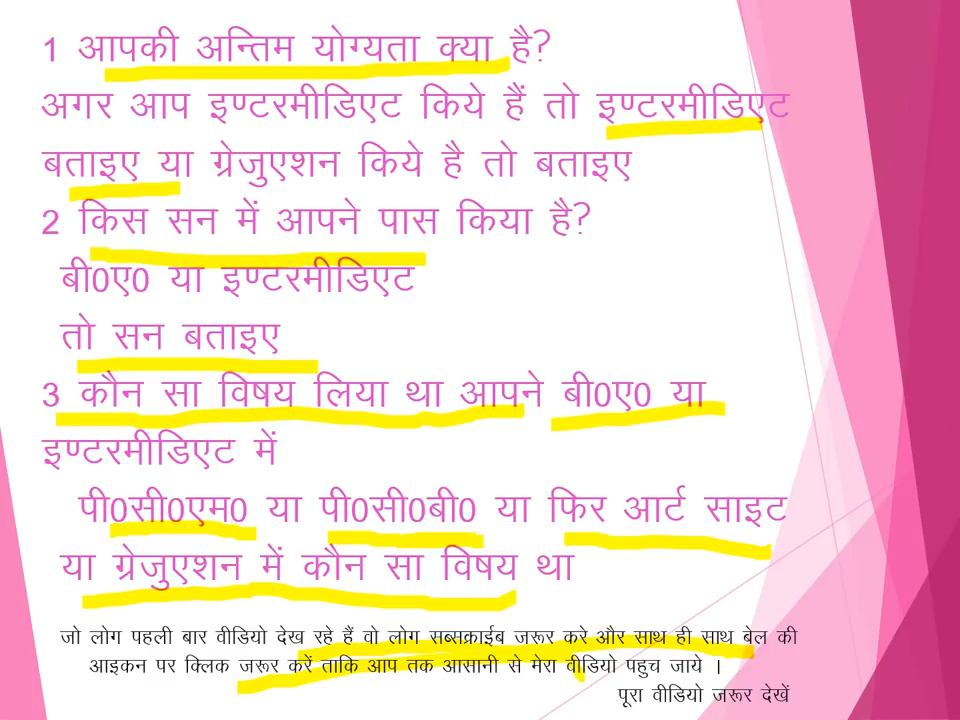 1 आपकी अन्तिम योग्यता क्या है?
अगर आप इण्टरमीडिएट किये हैं तो इण्टरमीडिएट
बताइए या ग्रेजुएशन किये है तो बताइए
2 किस सन में आपने पास किया है?
बी0ए0 या इण्टरमीडिएट
तो सन बताइए
3 कौन सा विषय लिया था आपने बी0ए0 या
इण्टरमीडिएट में
पी0सी0एम0 या पी0सी0बी0 या फिर आर्ट साइट
या ग्रेजुएशन में कौन सा विषय था
जो लोग पहली बार वीडियो देख रहे हैं वो लोग सब्सक्राईब जरूर करे और साथ ही साथ बेल की
आइकन पर क्लिक जरूर करें ताकि आप तक आसानी से मेरा वीडियो पहुच जाये ।
पूरा वीडियो जरूर देखें